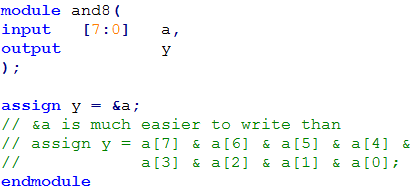 module and8(
input [7:0] a,
output y
);
assign y = &a;
// &a is much easier to write than
// assign y = a[7] & a[6] & a[5] & a[4] &
// a[3] & a[2] & a[1] & a[0];
endmodule